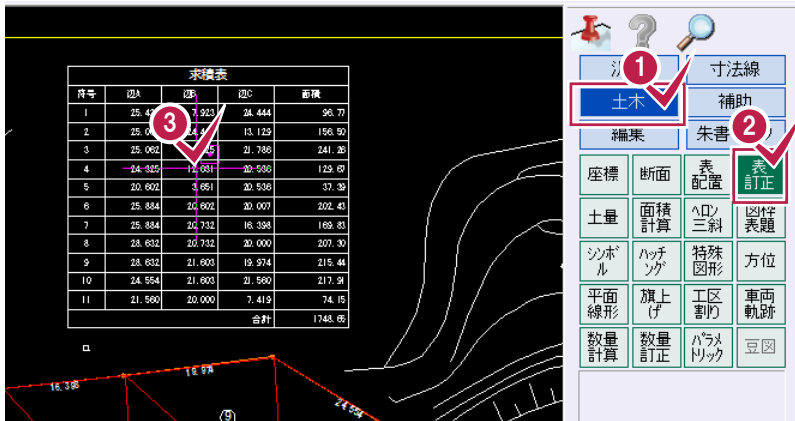 求積表
符号 辺A 辺B 辺C 面積
1 7.923 24.444 96.77
2 13.129 156.50
3 25.062 21.786 241.26
4 24.325 12.031 20.536 129.67
5 20.602 3.651 20.536 37.39
6 25.884 20.602 20.007 202.43
7 25.884 20.732 16.398 169.83
8 28.632 20.732 20.000 207.30
9 28.632 21.603 19.974 215.44
10 24.554 21.603 21.560 217.91
11 21.560 20.000 7.419 74.15
合計 1748.65
16.398
19.974
24.554
9
1
2
3
寸法線
土木 補助
編集 朱書
座標 断面 表配置 表訂正
土量 面積計算 ヘロン三斜 図枠表題
シンボル ハッチング 特殊図形 方位
平面線形 旗上げ 工区割り 車両軌跡
数量計算 数量訂正 パラメトリック 豆図